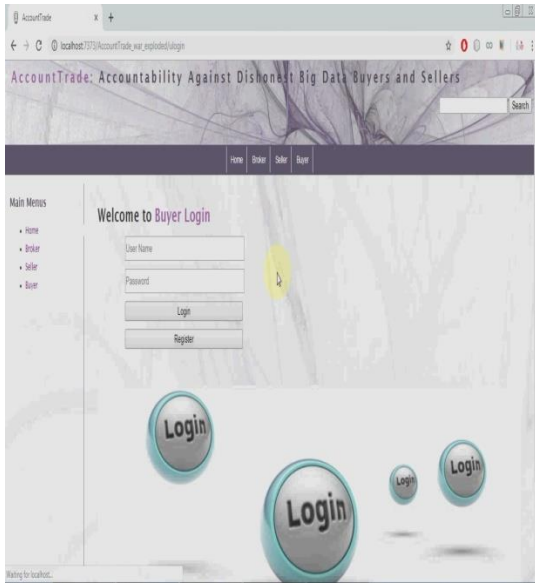 AccountTrade
localhost:7375/AccountTrade_war_exploded/ulogin
AccountTrade: Accountability Against Dishonest Big Data Buyers and Sellers
Search
Home
Broker
Seller
Buyer
Main Menus
Home
Broker
Seller
Buyer
Welcome to Buyer Login
User Name
Password
Login
Register
Login
Login
Login
Login
Waiting for localhost...